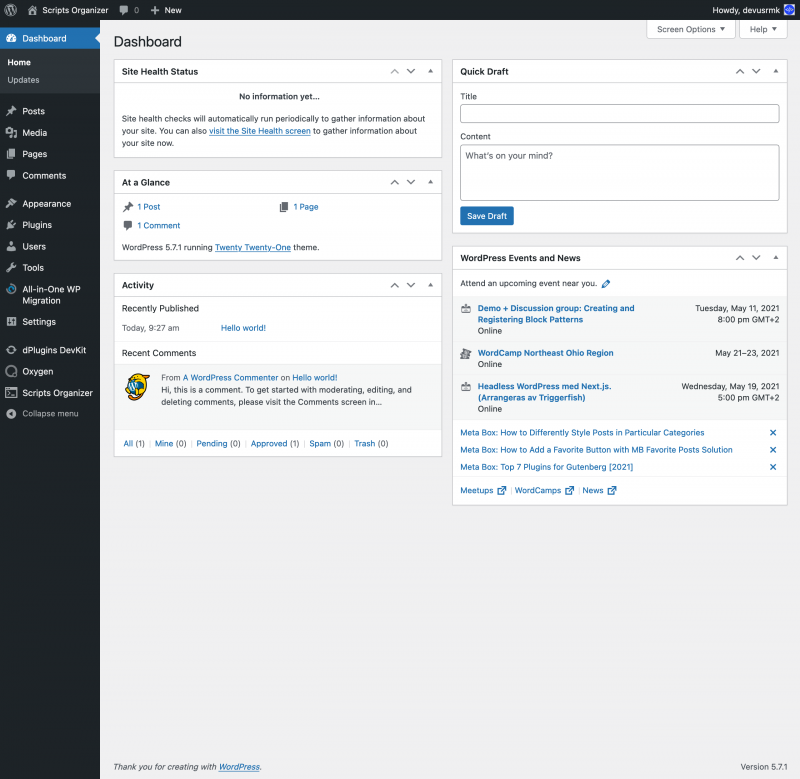 Scripts Organizer 0 New Howdy, devusrmk
Dashboard
Home
Updates
Posts
Media
Pages
Comments
Appearance
Plugins
Users
Tools
All-in-One WP
Migration
Settings
dPlugins DevKit
Oxygen
Scripts Organizer
Collapse menu
Screen Options Help
Dashboard
Site Health Status
No information yet...
Site health checks will automatically run periodically to gather information about
your site. You can also visit the Site Health screen to gather information about
your site now.
At a Glance
1 Post 1 Page
1 Comment
WordPress 5.7.1 running Twenty Twenty-One theme.
Activity
Recently Published
Today, 9:27 am Hello world!
Recent Comments
From A WordPress Commenter on Hello world!
Hi, this is a comment. To get started with moderating, editing, and
deleting comments, please visit the Comments screen in...
All (1) | Mine (0) | Pending (0) | Approved (1) | Spam (0) | Trash (0)
Quick Draft
Title
Content
What's on your mind?
Save Draft
WordPress Events and News
Attend an upcoming event near you.
Demo + Discussion group: Creating and Tuesday, May 11, 2021
Registering Block Patterns 8:00 pm GMT+2
Online
WordCamp Northeast Ohio Region May 21–23, 2021
Headless WordPress med Next.js. Wednesday, May 19, 2021
(Arrangeras av Triggerfish) 5:00 pm GMT+2
Online
Meta Box: How to Differently Style Posts in Particular Categories
Meta Box: How to Add a Favorite Button with MB Favorite Posts Solution
Meta Box: Top 7 Plugins for Gutenberg [2021]
Meetups | WordCamps | News
Thank you for creating with WordPress. Version 5.7.1